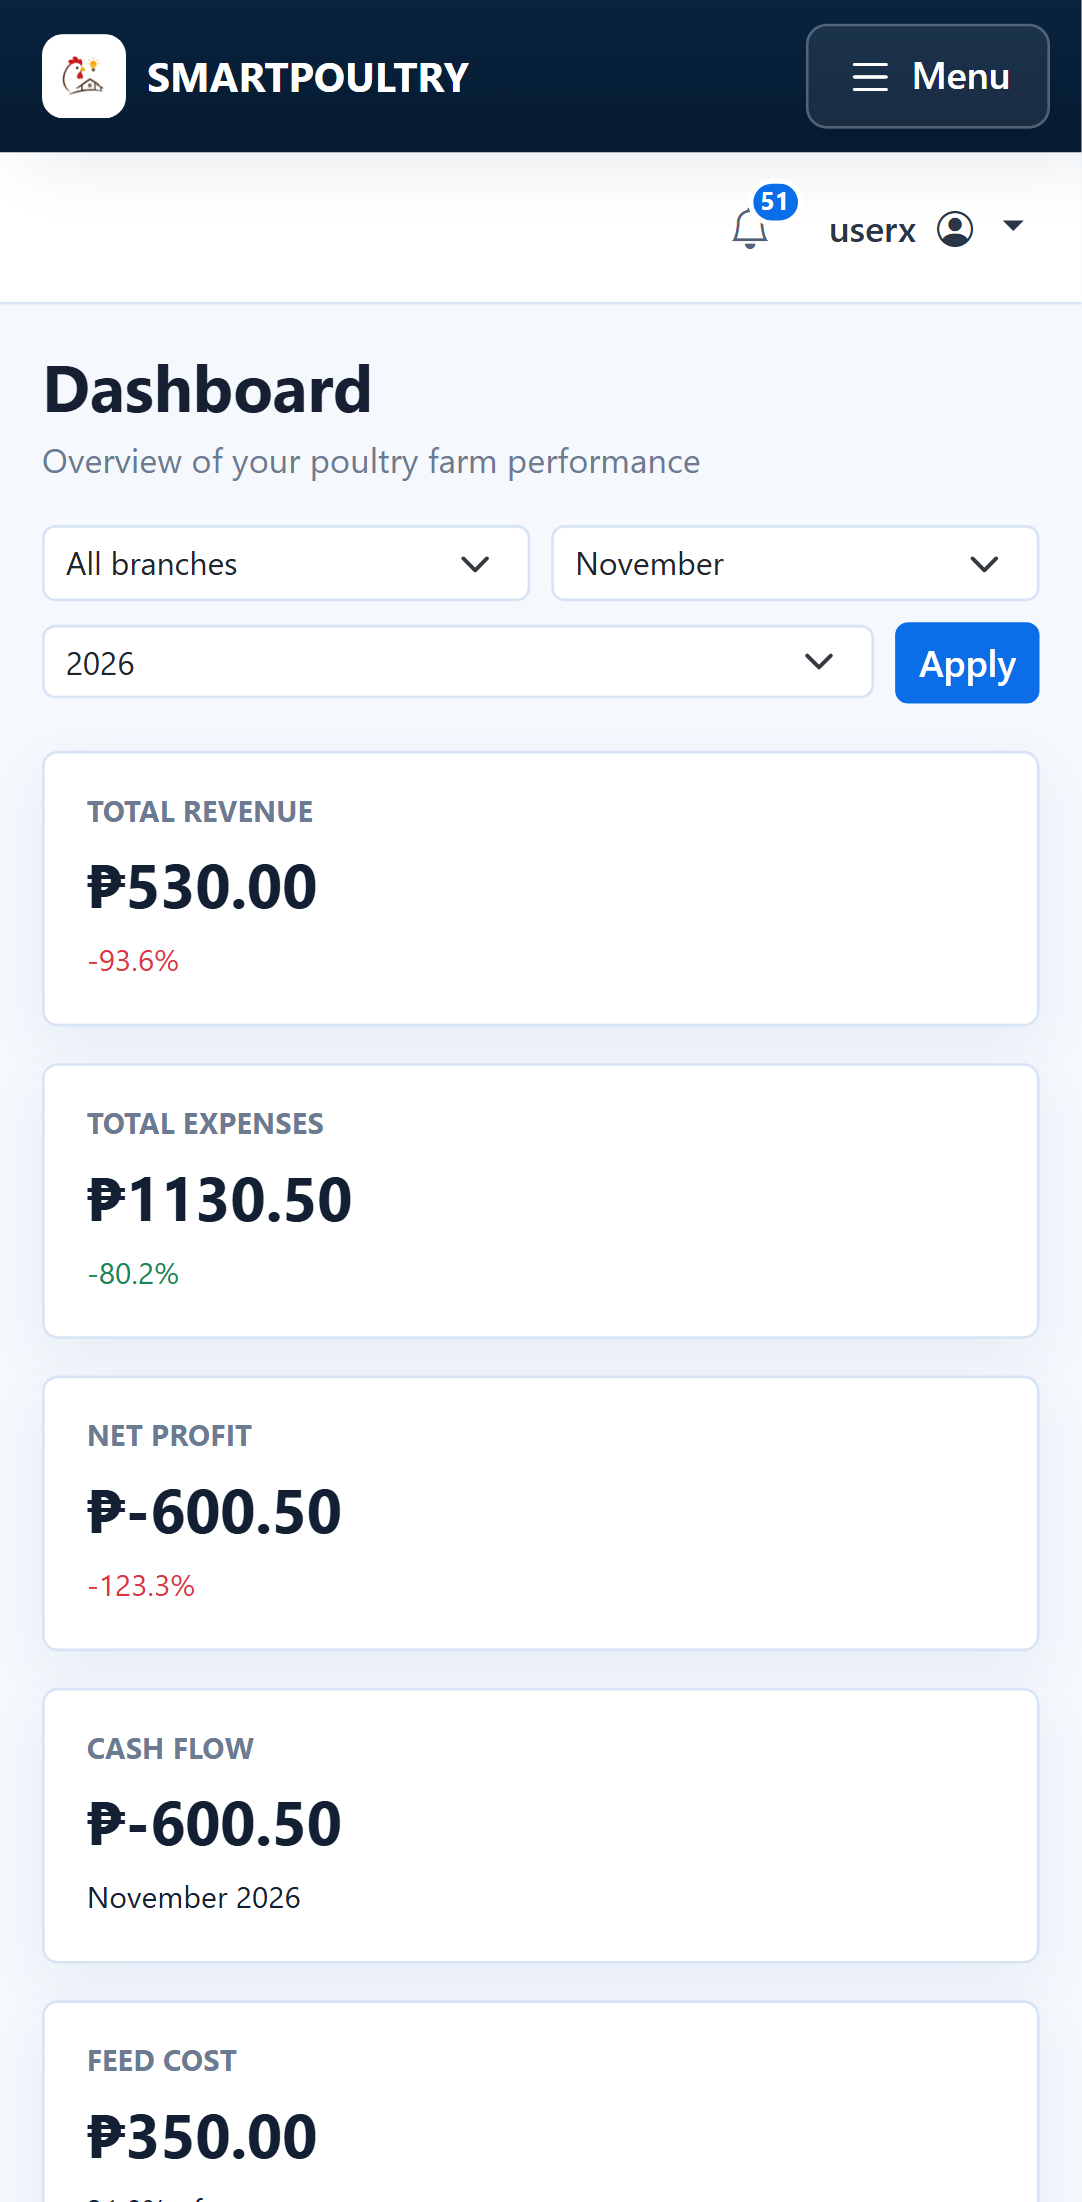 SMARTPOULTRY
Menu
51
userx
Dashboard
Overview of your poultry farm performance
All branches
November
2026
Apply
TOTAL REVENUE
₱530.00
-93.6%
TOTAL EXPENSES
₱1130.50
-80.2%
NET PROFIT
₱-600.50
-123.3%
CASH FLOW
₱-600.50
November 2026
FEED COST
₱350.00